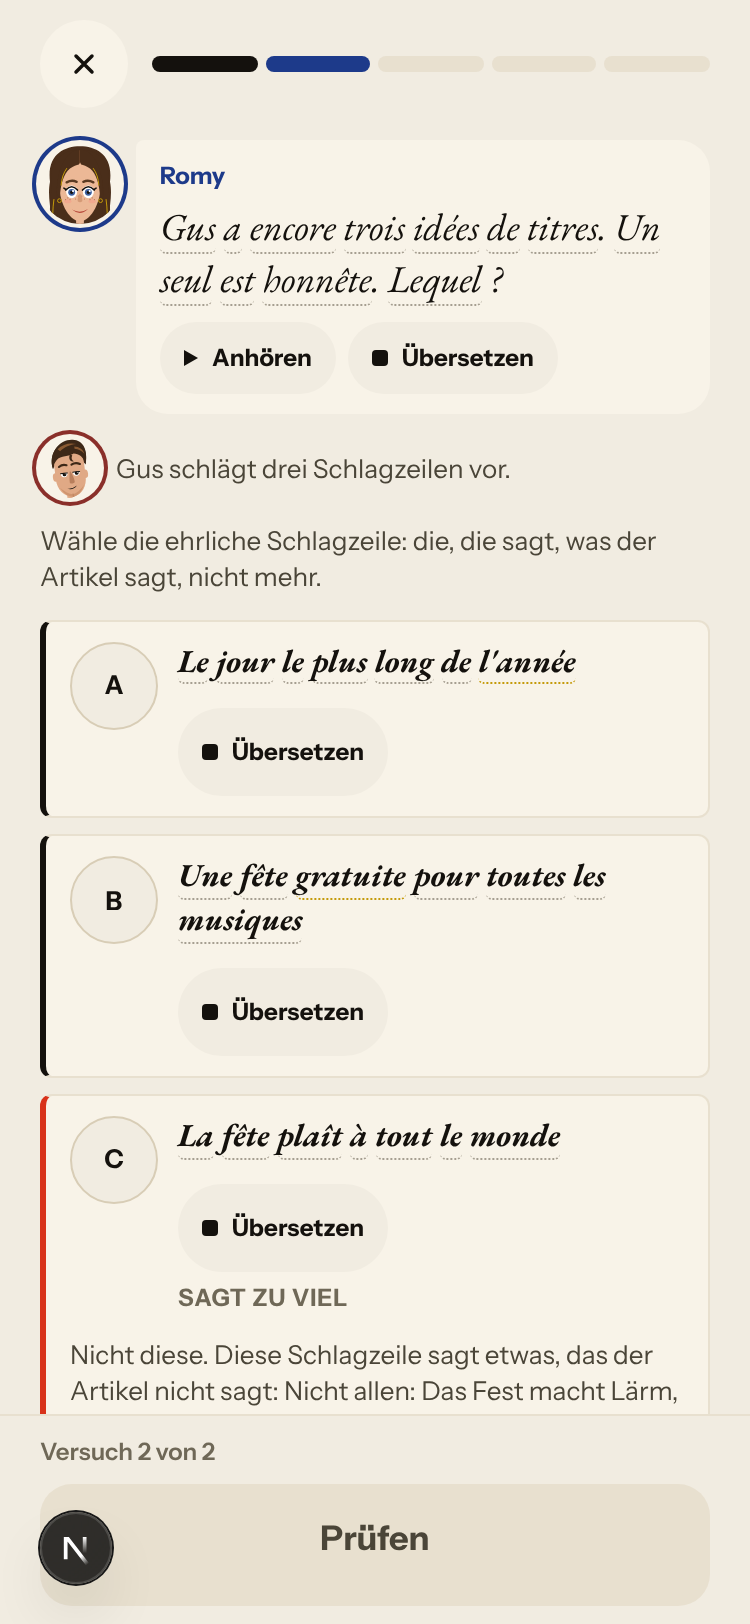 Romy
Gus a encore trois idées de titres. Un
seul est honnête. Lequel ?
Anhören
Übersetzen
Gus schlägt drei Schlagzeilen vor.
Wähle die ehrliche Schlagzeile: die, die sagt, was der
Artikel sagt, nicht mehr.
A
Le jour le plus long de l'année
Übersetzen
B
Une fête gratuite pour toutes les
musiques
Übersetzen
C
La fête plaît à tout le monde
Übersetzen
SAGT ZU VIEL
Nicht diese. Diese Schlagzeile sagt etwas, das der
Artikel nicht sagt: Nicht allen: Das Fest macht Lärm,
Versuch 2 von 2
Prüfen
N